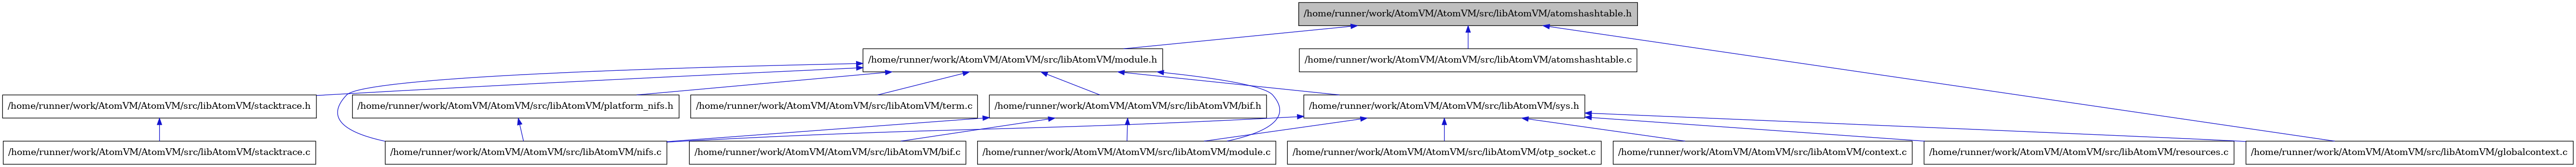 /home/runner/work/AtomVM/AtomVM/src/libAtomVM/atomshashtable.h
/home/runner/work/AtomVM/AtomVM/src/libAtomVM/module.h
/home/runner/work/AtomVM/AtomVM/src/libAtomVM/atomshashtable.c
/home/runner/work/AtomVM/AtomVM/src/libAtomVM/stacktrace.h
/home/runner/work/AtomVM/AtomVM/src/libAtomVM/platform_nifs.h
/home/runner/work/AtomVM/AtomVM/src/libAtomVM/term.c
/home/runner/work/AtomVM/AtomVM/src/libAtomVM/bif.h
/home/runner/work/AtomVM/AtomVM/src/libAtomVM/sys.h
/home/runner/work/AtomVM/AtomVM/src/libAtomVM/stacktrace.c
/home/runner/work/AtomVM/AtomVM/src/libAtomVM/nifs.c
/home/runner/work/AtomVM/AtomVM/src/libAtomVM/bif.c
/home/runner/work/AtomVM/AtomVM/src/libAtomVM/module.c
/home/runner/work/AtomVM/AtomVM/src/libAtomVM/otp_socket.c
/home/runner/work/AtomVM/AtomVM/src/libAtomVM/context.c
/home/runner/work/AtomVM/AtomVM/src/libAtomVM/resources.c
/home/runner/work/AtomVM/AtomVM/src/libAtomVM/globalcontext.c